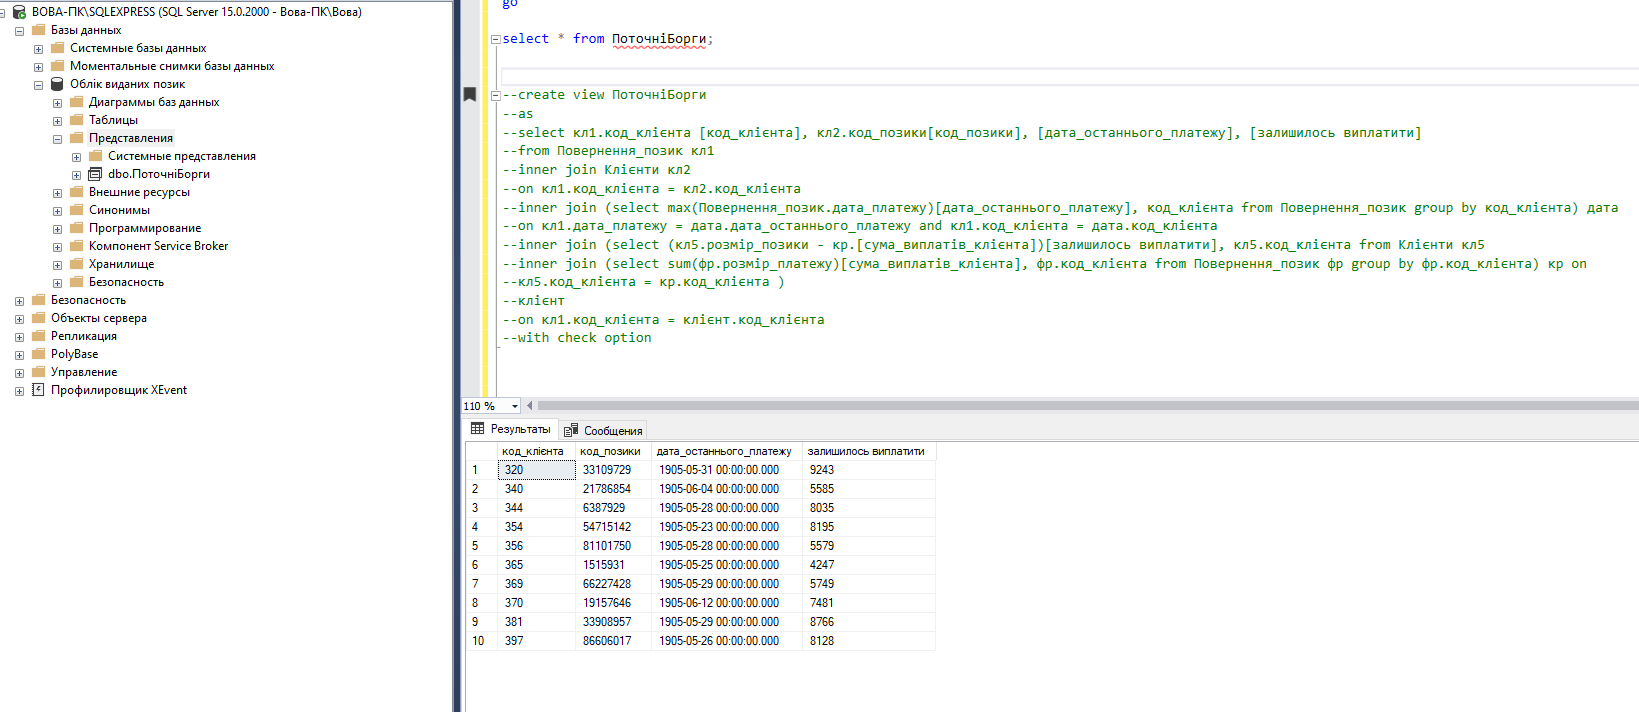 ВОВА-ПК\SQLEXPRESS (SQL Server 15.0.2000 - Вова-ПК\Вова)
Базы данных
Системные базы данных
Моментальные снимки базы данных
Облік виданих позик
Диаграммы баз данных
Таблицы
Представления
Системные представления
dbo.ПоточніБорги
Внешние ресурсы
Синонимы
Программирование
Компонент Service Broker
Хранилище
Безопасность
Безопасность
Объекты сервера
Репликация
PolyBase
Управление
Профилировщик XEvent
go
select * from ПоточніБорги;
--create view ПоточніБорги
--as
--select кл1.код_клієнта [код_клієнта], кл2.код_позики[код_позики], [дата_останнього_платежу], [залишилось виплатити]
--from Повернення_позик кл1
--inner join Клієнти кл2
--on кл1.код_клієнта = кл2.код_клієнта
--inner join (select max(Повернення_позик.дата_платежу)[дата_останнього_платежу], код_клієнта from Повернення_позик group by код_клієнта) дата
--on кл1.дата_платежу = дата.дата_останнього_платежу and кл1.код_клієнта = дата.код_клієнта
--inner join (select (кл5.розмір_позики - кр.[сума_виплатів_клієнта])[залишилось виплатити], кл5.код_клієнта from Клієнти кл5
--inner join (select sum(фр.розмір_платежу)[сума_виплатів_клієнта], фр.код_клієнта from Повернення_позик фр group by фр.код_клієнта) кр on
--кл5.код_клієнта = кр.код_клієнта )
--клієнт
--on кл1.код_клієнта = клієнт.код_клієнта
--with check option
110 %
Результаты Сообщения
код_клієнта код_позики дата_останнього_платежу залишилось виплатити
1 320 33109729 1905-05-31 00:00:00.000 9243
2 340 21786854 1905-06-04 00:00:00.000 5585
3 344 6387929 1905-05-28 00:00:00.000 8035
4 354 54715142 1905-05-23 00:00:00.000 8195
5 356 81101750 1905-05-28 00:00:00.000 5579
6 365 1515931 1905-05-25 00:00:00.000 4247
7 369 66227428 1905-05-29 00:00:00.000 5749
8 370 19157646 1905-06-12 00:00:00.000 7481
9 381 33908957 1905-05-29 00:00:00.000 8766
10 397 86606017 1905-05-26 00:00:00.000 8128